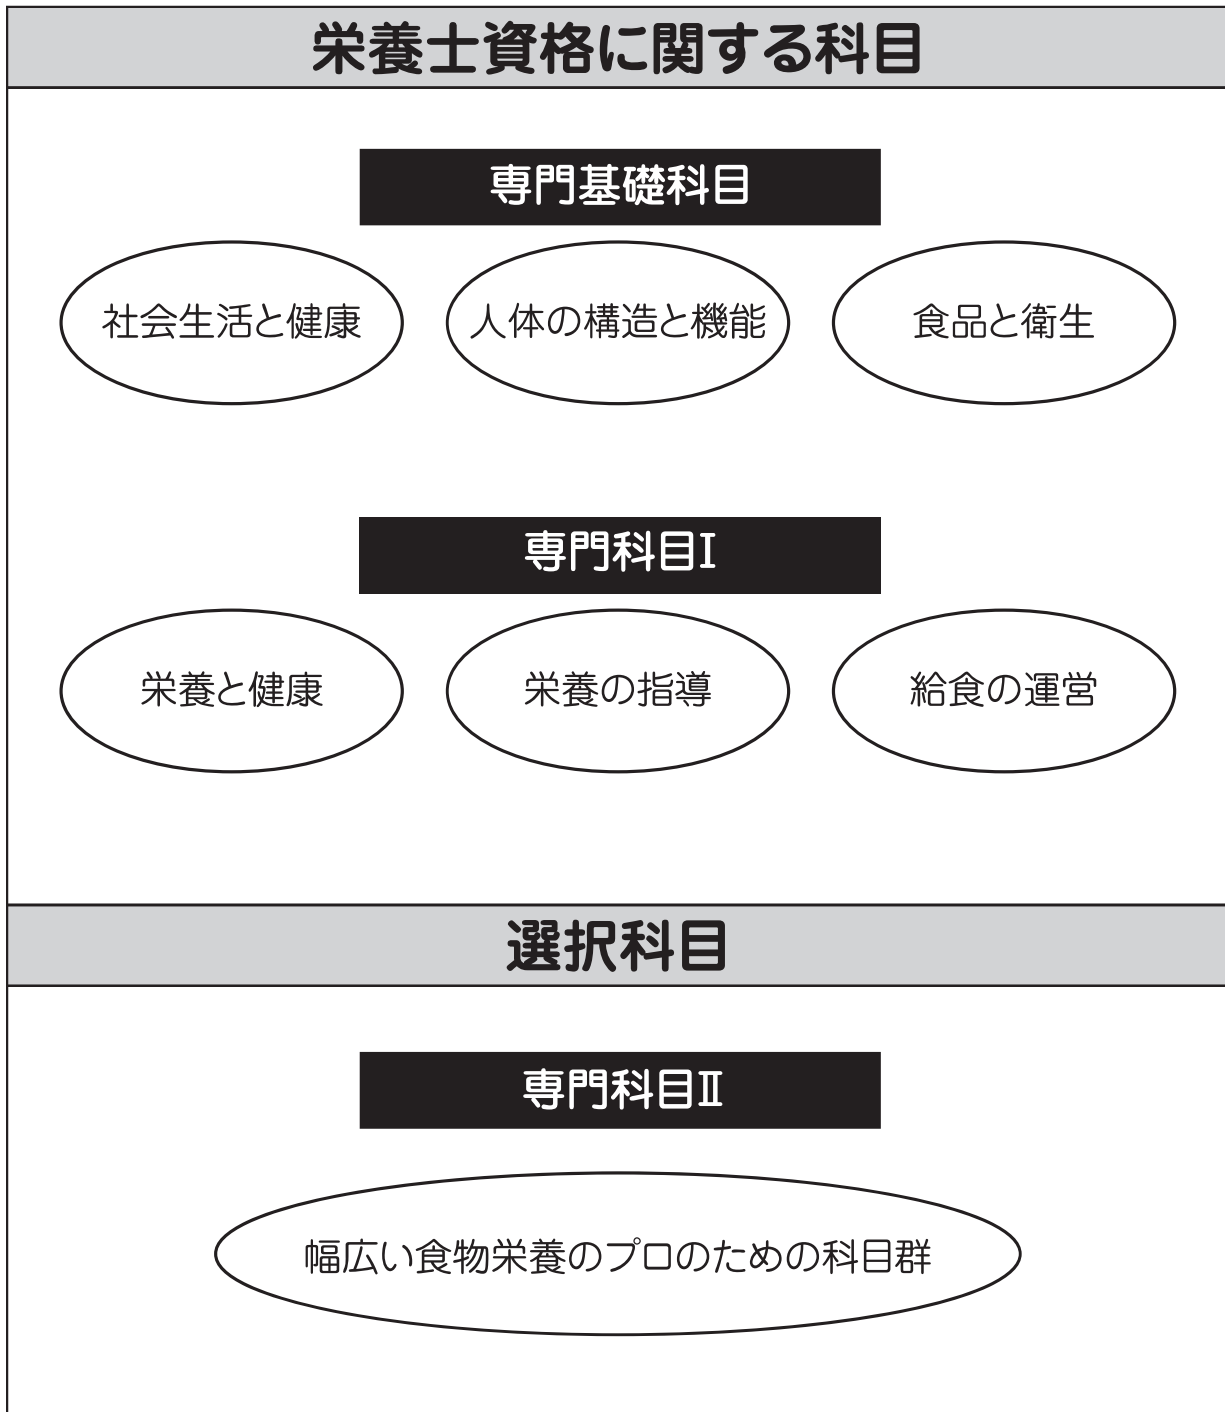 栄養士資格に関する科目
専門基礎科目
社会生活と健康
人体の構造と機能
食品と衛生
専門科目Ⅰ
栄養と健康
栄養の指導
給食の運営
選択科目
専門科目Ⅱ
幅広い食物栄養のプロのための科目群